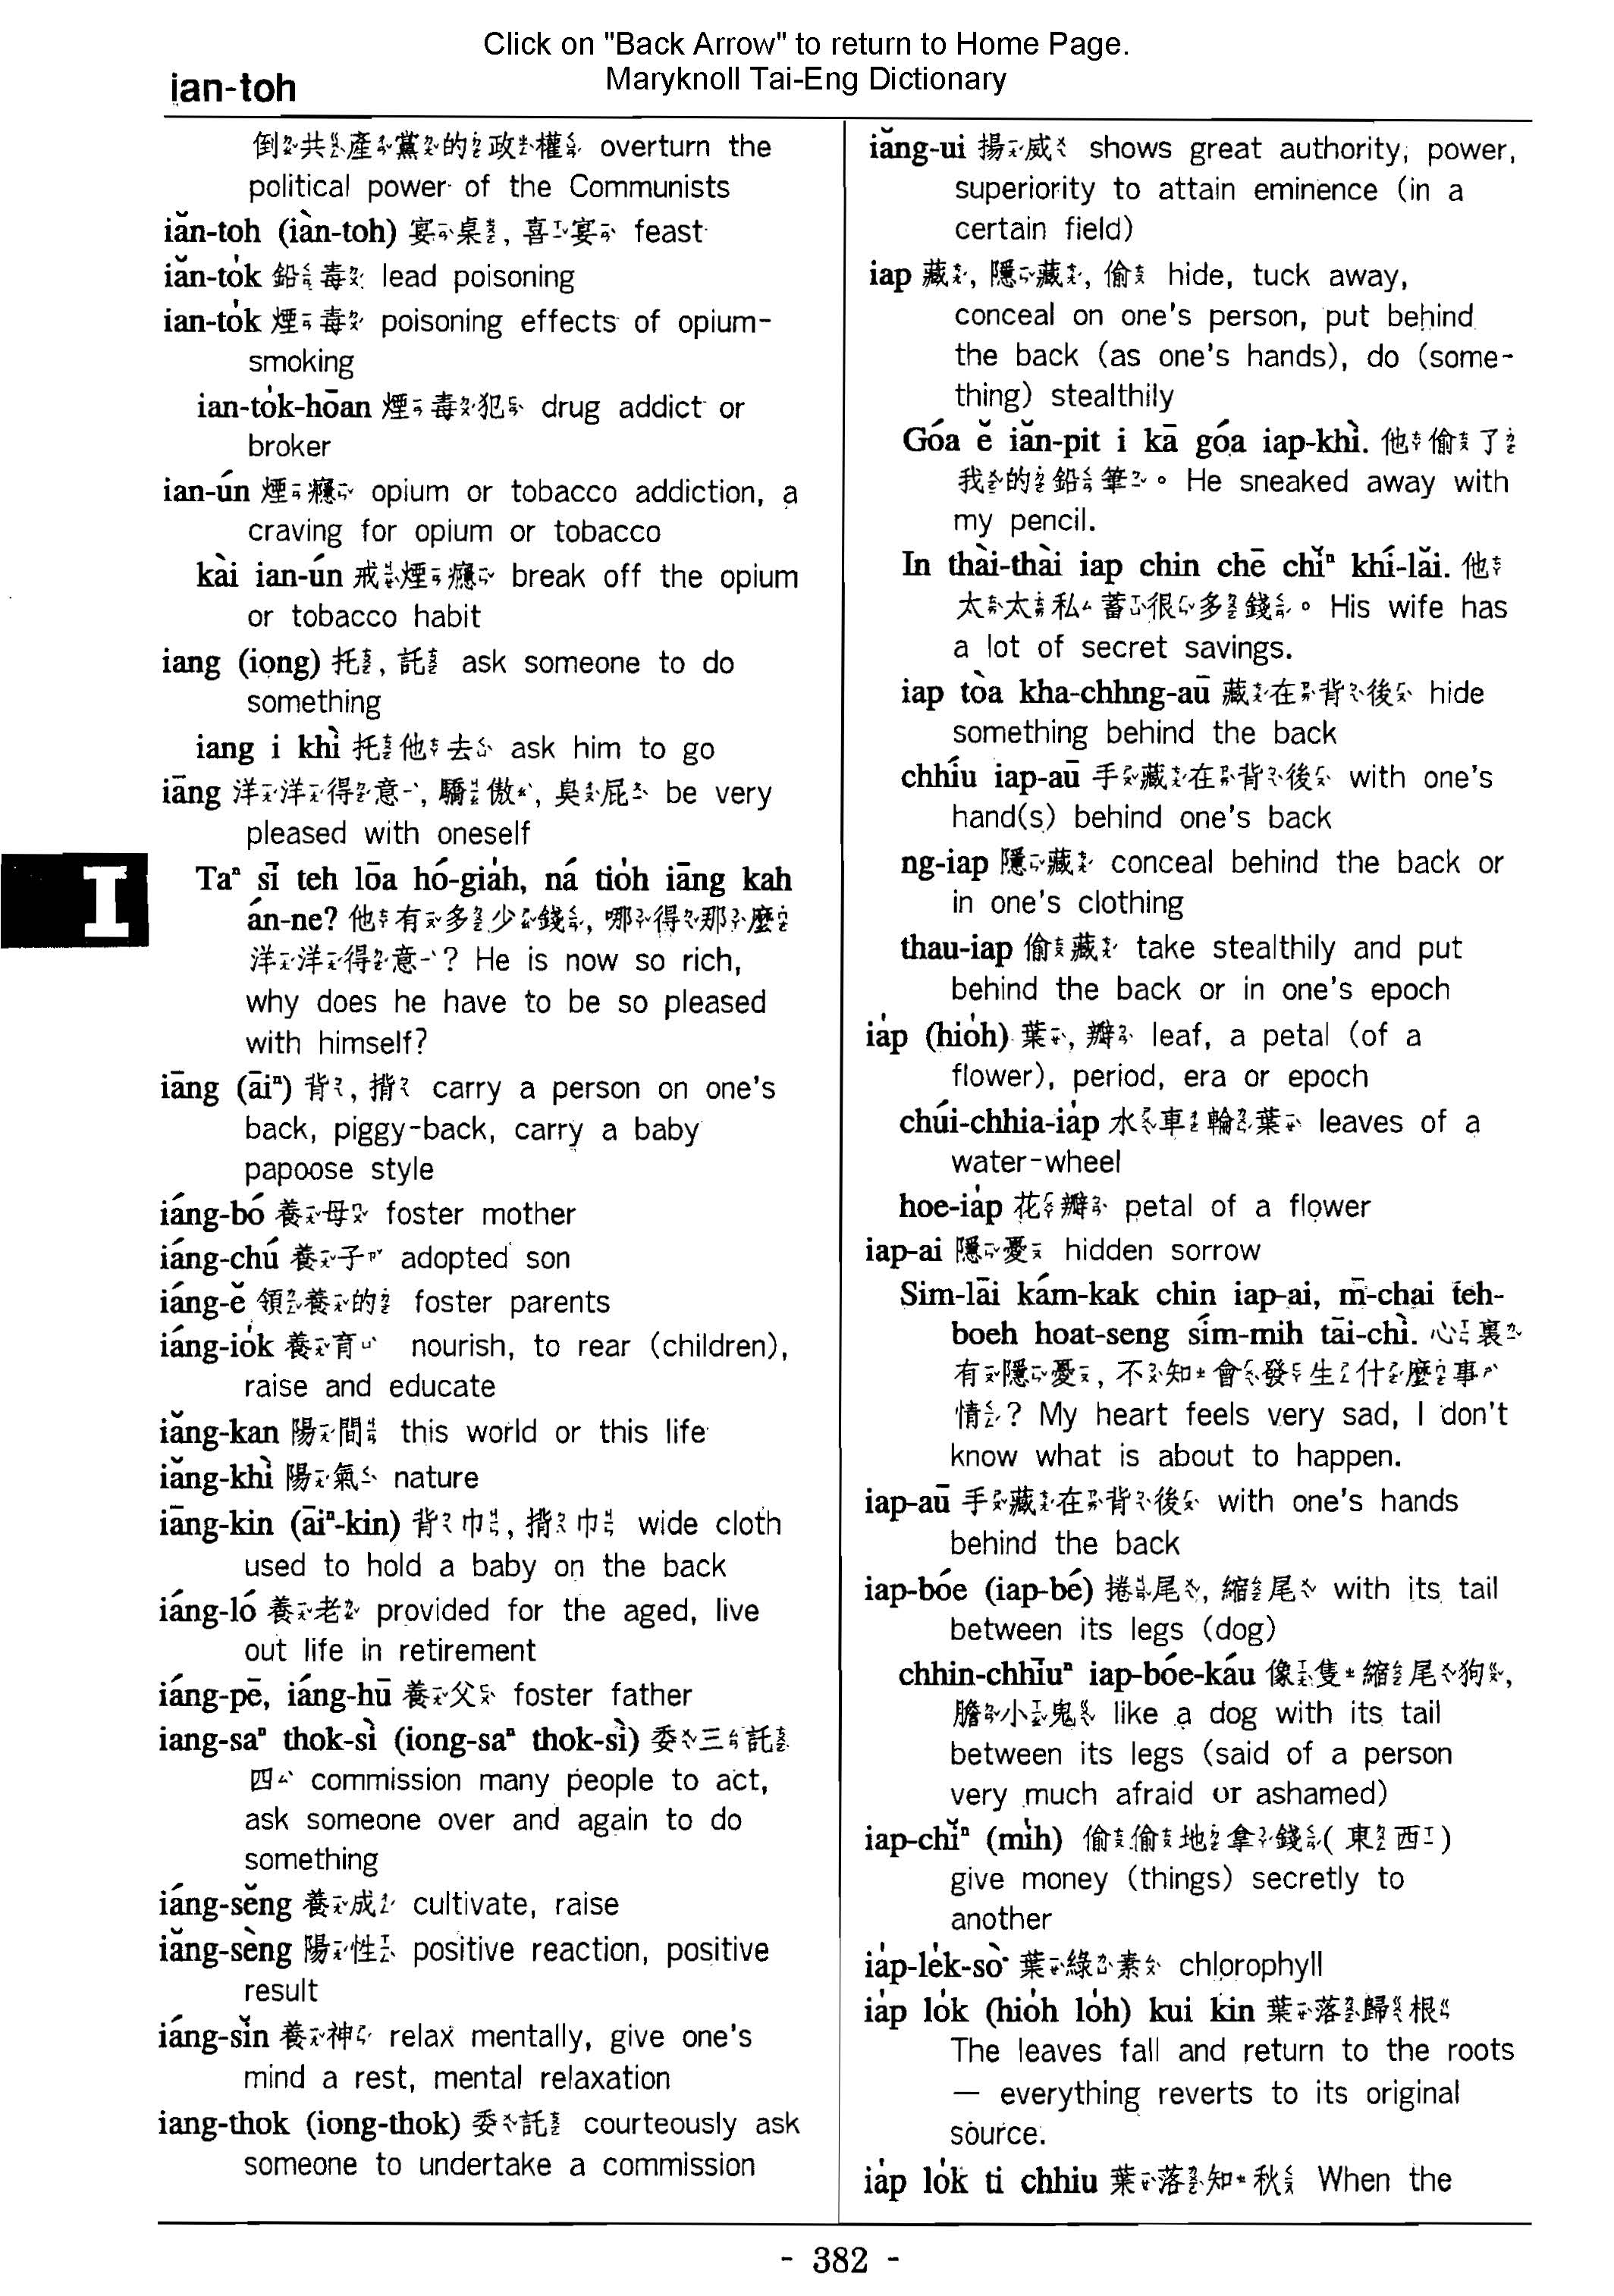 Click on "Back Arrow" to return to Home Page.
Maryknoll Tai-Eng Dictionary
ian-toh
倒共產黨的政權 overturn the
political power of the Communists
iăn-toh (iàn-toh) 宴桌, 喜宴 feast
iăn-to̍k 鉛毒 lead poisoning
ian-to̍k 煙毒 poisoning effects of opium-
smoking
ian-to̍k-hōan 煙毒犯 drug addict or
broker
ian-ún 煙癮 opium or tobacco addiction, a
craving for opium or tobacco
kài ian-ún 戒煙癮 break off the opium
or tobacco habit
iang (iong) 托, 託 ask someone to do
something
iang i khì 托他去 ask him to go
iāng 洋洋得意, 驕傲, 臭屁 be very
pleased with oneself
Taⁿ sī teh lōa hó-gia̍h, ná tio̍h iāng kah
án-ne? 他有多少錢, 哪得那麼
洋洋得意? He is now so rich,
why does he have to be so pleased
with himself?
iāng (āiⁿ) 背, 揹 carry a person on one's
back, piggy-back, carry a baby
papoose style
iáng-bó 養母 foster mother
iáng-chú 養子 adopted son
iáng-ĕ 領養的 foster parents
iáng-io̍k 養育 nourish, to rear (children),
raise and educate
iăng-kan 陽間 this world or this life
iăng-khì 陽氣 nature
iāng-kin (āiⁿ-kin) 背巾, 揹巾 wide cloth
used to hold a baby on the back
iáng-ló 養老 provided for the aged, live
out life in retirement
iáng-pē, iáng-hū 養父 foster father
iang-saⁿ thok-sì (iong-saⁿ thok-sì) 委三託
四 commission many people to act,
ask someone over and again to do
something
iáng-sĕng 養成 cultivate, raise
iăng-sèng 陽性 positive reaction, positive
result
iáng-sĭn 養神 relax mentally, give one's
mind a rest, mental relaxation
iang-thok (iong-thok) 委託 courteously ask
someone to undertake a commission
iăng-ui 揚威 shows great authority, power,
superiority to attain eminence (in a
certain field)
iap 藏, 隱藏, 偷 hide, tuck away,
conceal on one's person, put behind
the back (as one's hands), do (some-
thing) stealthily
Góa ĕ iăn-pit i kā góa iap-khì. 他偷了
我的鉛筆。 He sneaked away with
my pencil.
In thài-thài iap chin chē chĭⁿ khí-lăi. 他
太太私蓄很多錢。 His wife has
a lot of secret savings.
iap tòa kha-chhng-aū 藏在背後 hide
something behind the back
chhíu iap-aū 手藏在背後 with one's
hand(s) behind one's back
ng-iap 隱藏 conceal behind the back or
in one's clothing
thau-iap 偷藏 take stealthily and put
behind the back or in one's epoch
ia̍p (hio̍h) 葉, 瓣 leaf, a petal (of a
flower), period, era or epoch
chúi-chhia-ia̍p 水車輪葉 leaves of a
water-wheel
hoe-ia̍p 花瓣 petal of a flower
iap-ai 隱憂 hidden sorrow
Sim-lāi kám-kak chin iap-ai, m̄-chai teh-
boeh hoat-seng sím-mih tāi-chì. 心裏
有隱憂, 不知會發生什麼事
情? My heart feels very sad, I don't
know what is about to happen.
iap-aū 手藏在背後 with one's hands
behind the back
iap-bóe (iap-bé) 捲尾, 縮尾 with its tail
between its legs (dog)
chhin-chhīuⁿ iap-bóe-káu 像隻縮尾狗,
膽小鬼 like a dog with its tail
between its legs (said of a person
very much afraid or ashamed)
iap-chĭⁿ (mi̍h) 偷偷地拿錢(東西)
give money (things) secretly to
another
ia̍p-le̍k-sò͘ 葉綠素 chlorophyll
ia̍p lo̍k (hio̍h lo̍h) kui kin 葉落歸根
The leaves fall and return to the roots
— everything reverts to its original
source.
ia̍p lo̍k ti chhiu 葉落知秋 When the
I
- 382 -